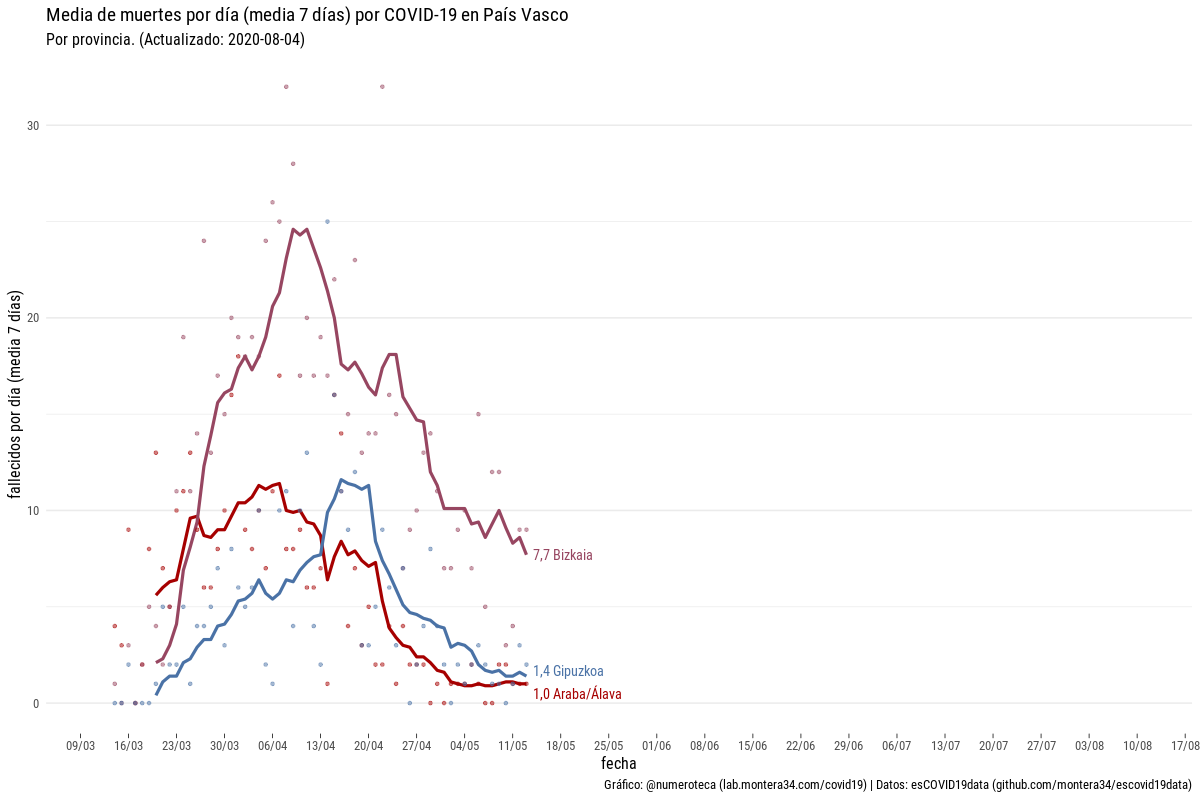 Media de muertes por día (media 7 días) por COVID-19 en País Vasco
Por provincia. (Actualizado: 2020-08-04)
fallecidos por día (media 7 días)
30
20
10
0
7,7 Bizkaia
1,4 Gipuzkoa
1,0 Araba/Álava
09/03 16/03 23/03 30/03 06/04 13/04 20/04 27/04 04/05 11/05 18/05 25/05 01/06 08/06 15/06 22/06 29/06 06/07 13/07 20/07 27/07 03/08 10/08 17/08
fecha
Gráfico: @numeroteca (lab.montera34.com/covid19) | Datos: esCOVID19data (github.com/montera34/escovid19data)